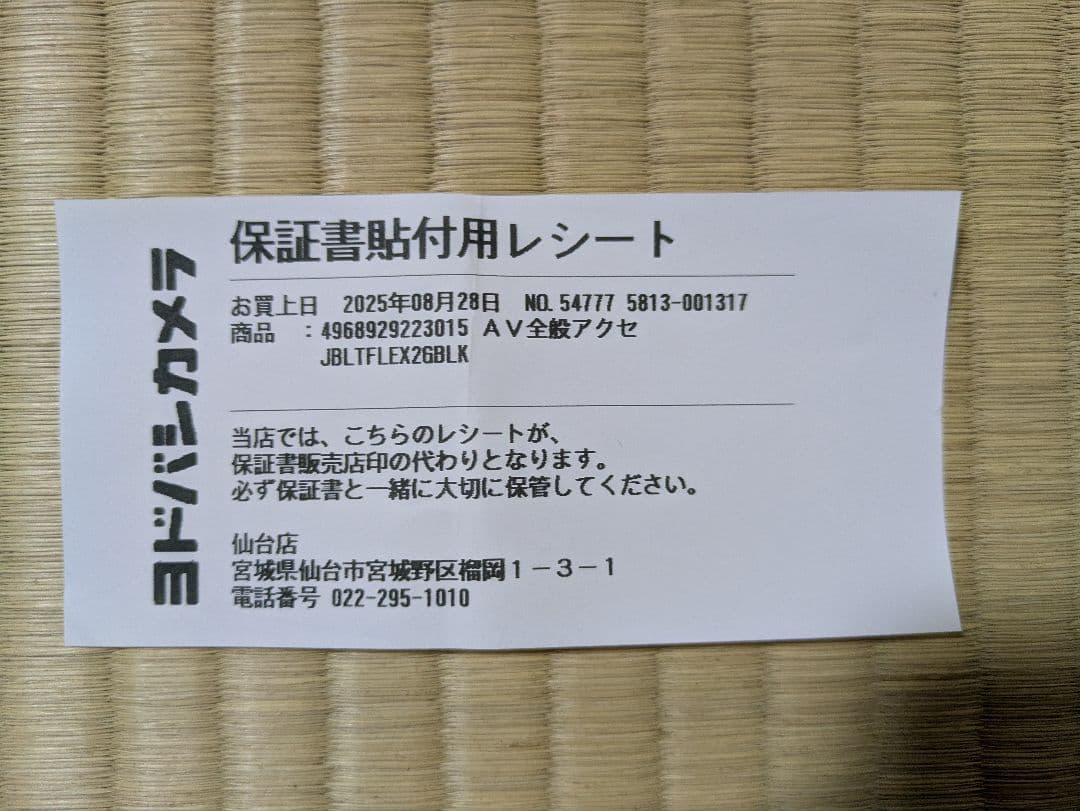 ヨドバシカメラ
保証書貼付用レシート
お買上日　2025年08月28日　NO. 54777 5813-001317
商品　：4968929223015 ＡＶ全般アクセ
JBLTFLEX2GBLK
当店では、こちらのレシートが、
保証書販売店印の代わりとなります。
必ず保証書と一緒に大切に保管してください。
仙台店
宮城県仙台市宮城野区榴岡１－３－１
電話番号 022-295-1010